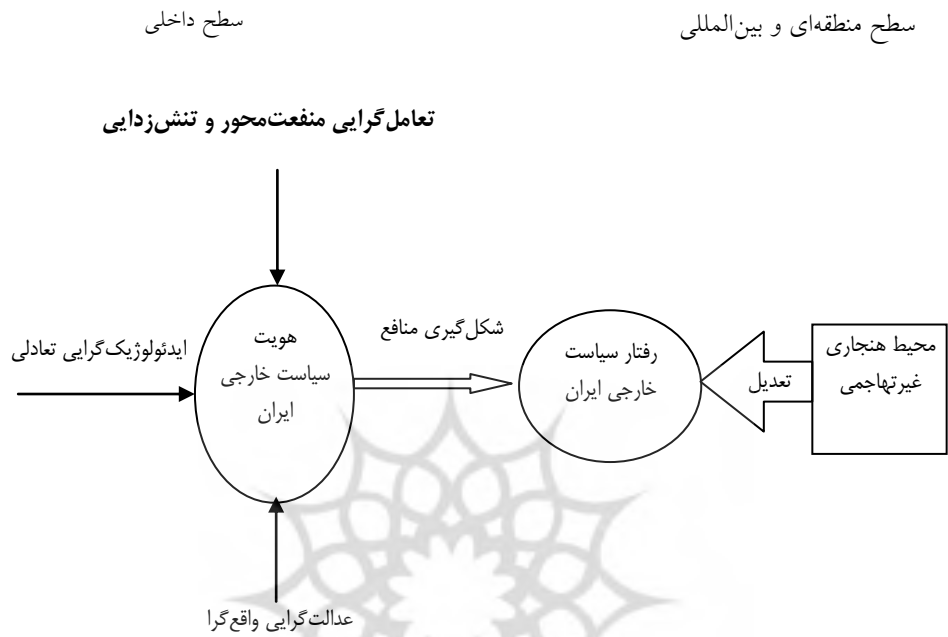 سطح منطقه‌ای و بین‌المللی
سطح داخلی
تعامل‌گرایی منفعت‌محور و تنش‌زدایی
محیط هنجاری
غیرتهاجمی
تعدیل
رفتار سیاست
خارجی ایران
شکل‌گیری منافع
هویت
سیاست خارجی
ایران
ایدئولوژیک‌گرایی تعادلی
عدالت‌گرایی واقع‌گرا